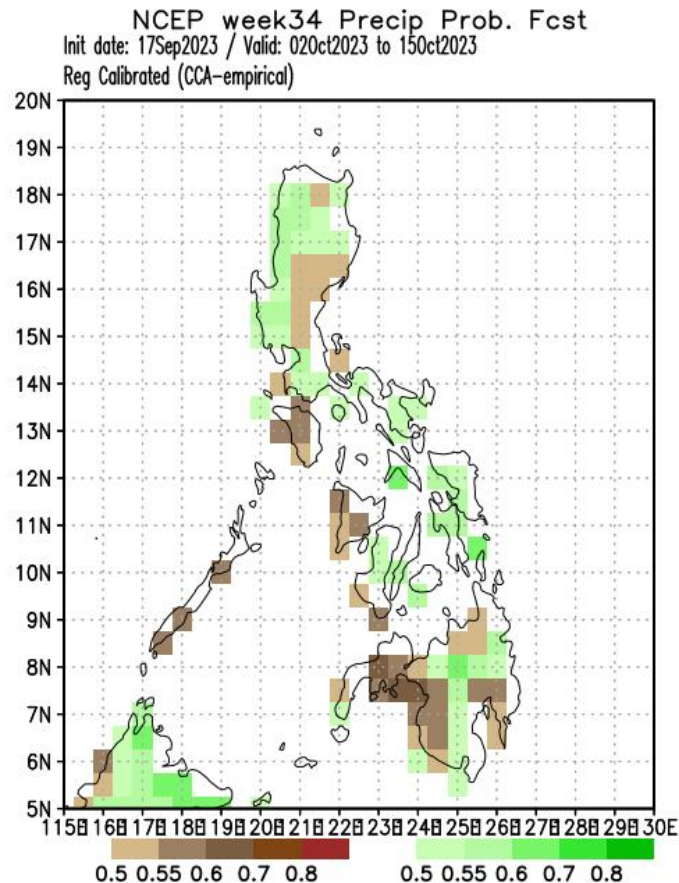 NCEP week34 Precip Prob. Fcst
Init date: 17Sep2023 / Valid: 02Oct2023 to 15Oct2023
Reg Calibrated (CCA-empirical)
20N
19N
18N
17N
16N
15N
14N
13N
12N
11N
10N
9N
8N
7N
6N
5N
115E 116E 117E 118E 119E 120E 121E 122E 123E 124E 125E 126E 127E 128E 129E 130E
0.5 0.55 0.6 0.7 0.8 0.5 0.55 0.6 0.7 0.8